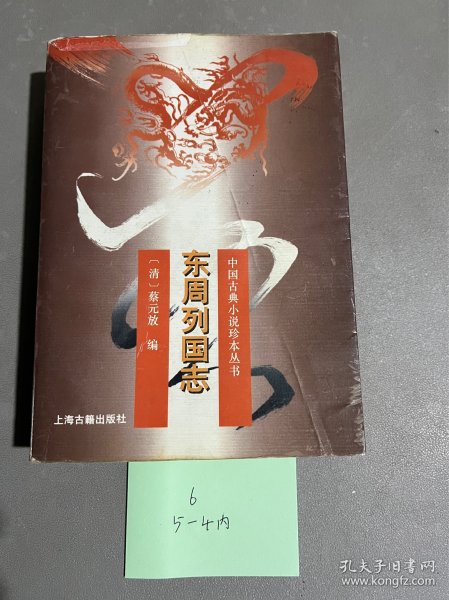 中国古典小说珍本丛书
东周列国志
〔清〕蔡元放 编
上海古籍出版社
6
5-4内
孔夫子旧书网
www.kongfz.com